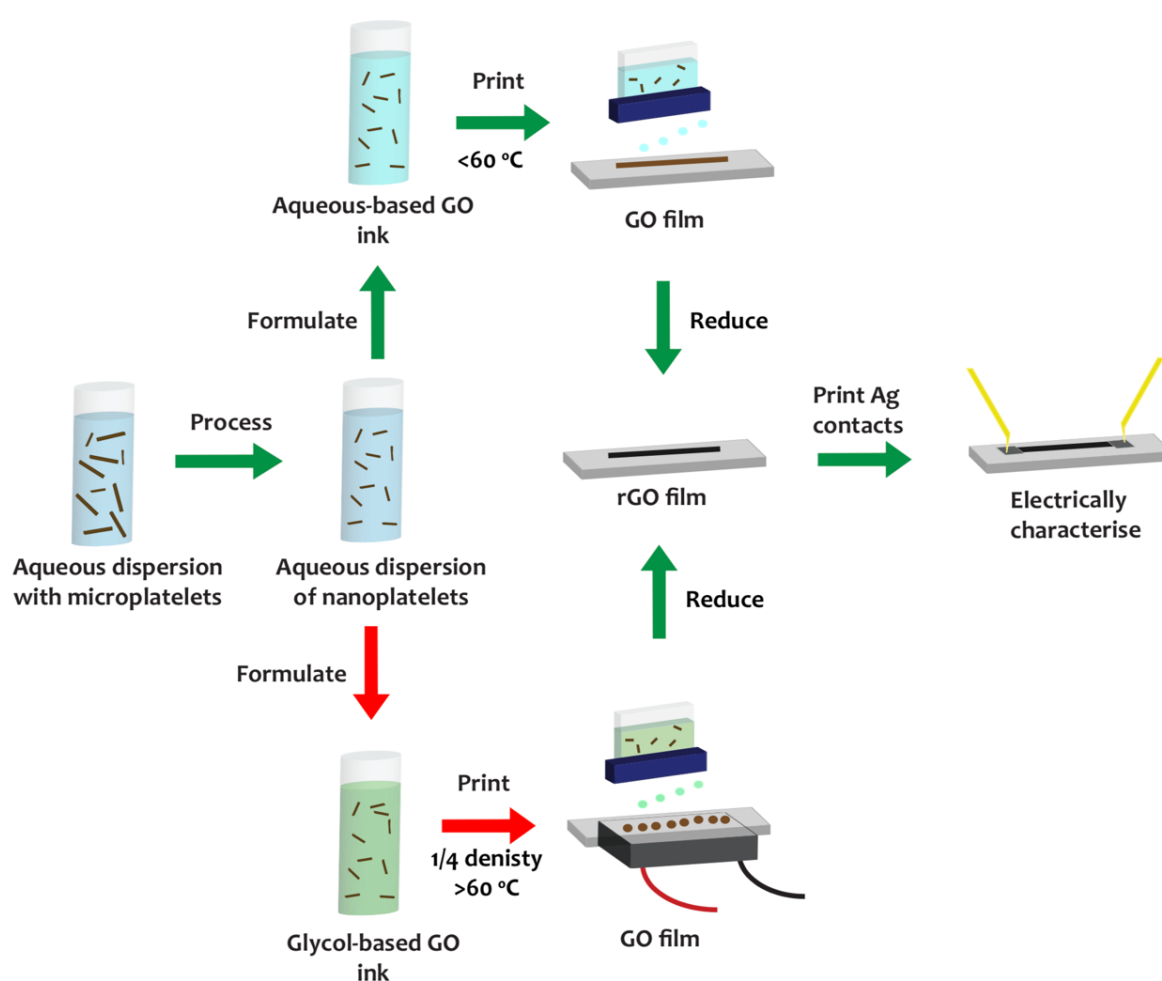 Print
<60 ºC
Aqueous-based GO
ink
GO film
Formulate
Reduce
Process
Print Ag
contacts
rGO film
Electrically
characterise
Aqueous dispersion
with microplatelets
Aqueous dispersion
of nanoplatelets
Reduce
Formulate
Print
1/4 denisty
>60 ºC
Glycol-based GO
ink
GO film